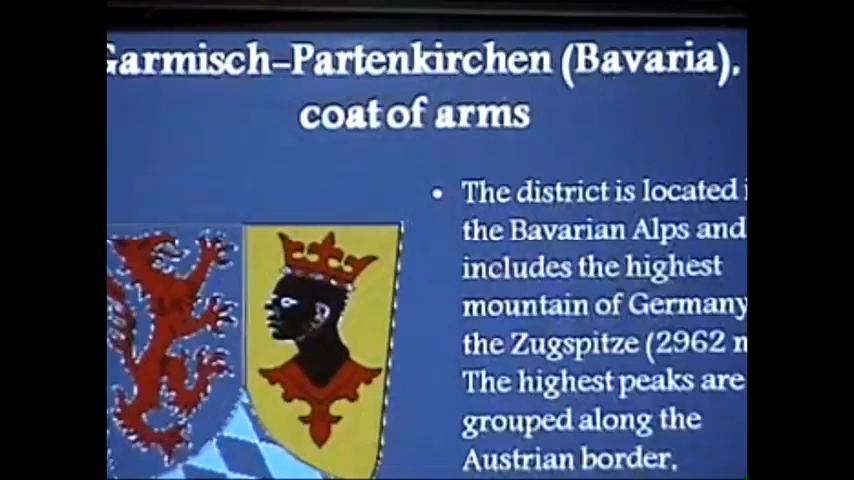 Garmisch-Partenkirchen (Bavaria),
coat of arms
• The district is located
the Bavarian Alps and
includes the highest
mountain of Germany
the Zugspitze (2962
The highest peaks are
grouped along the
Austrian border,